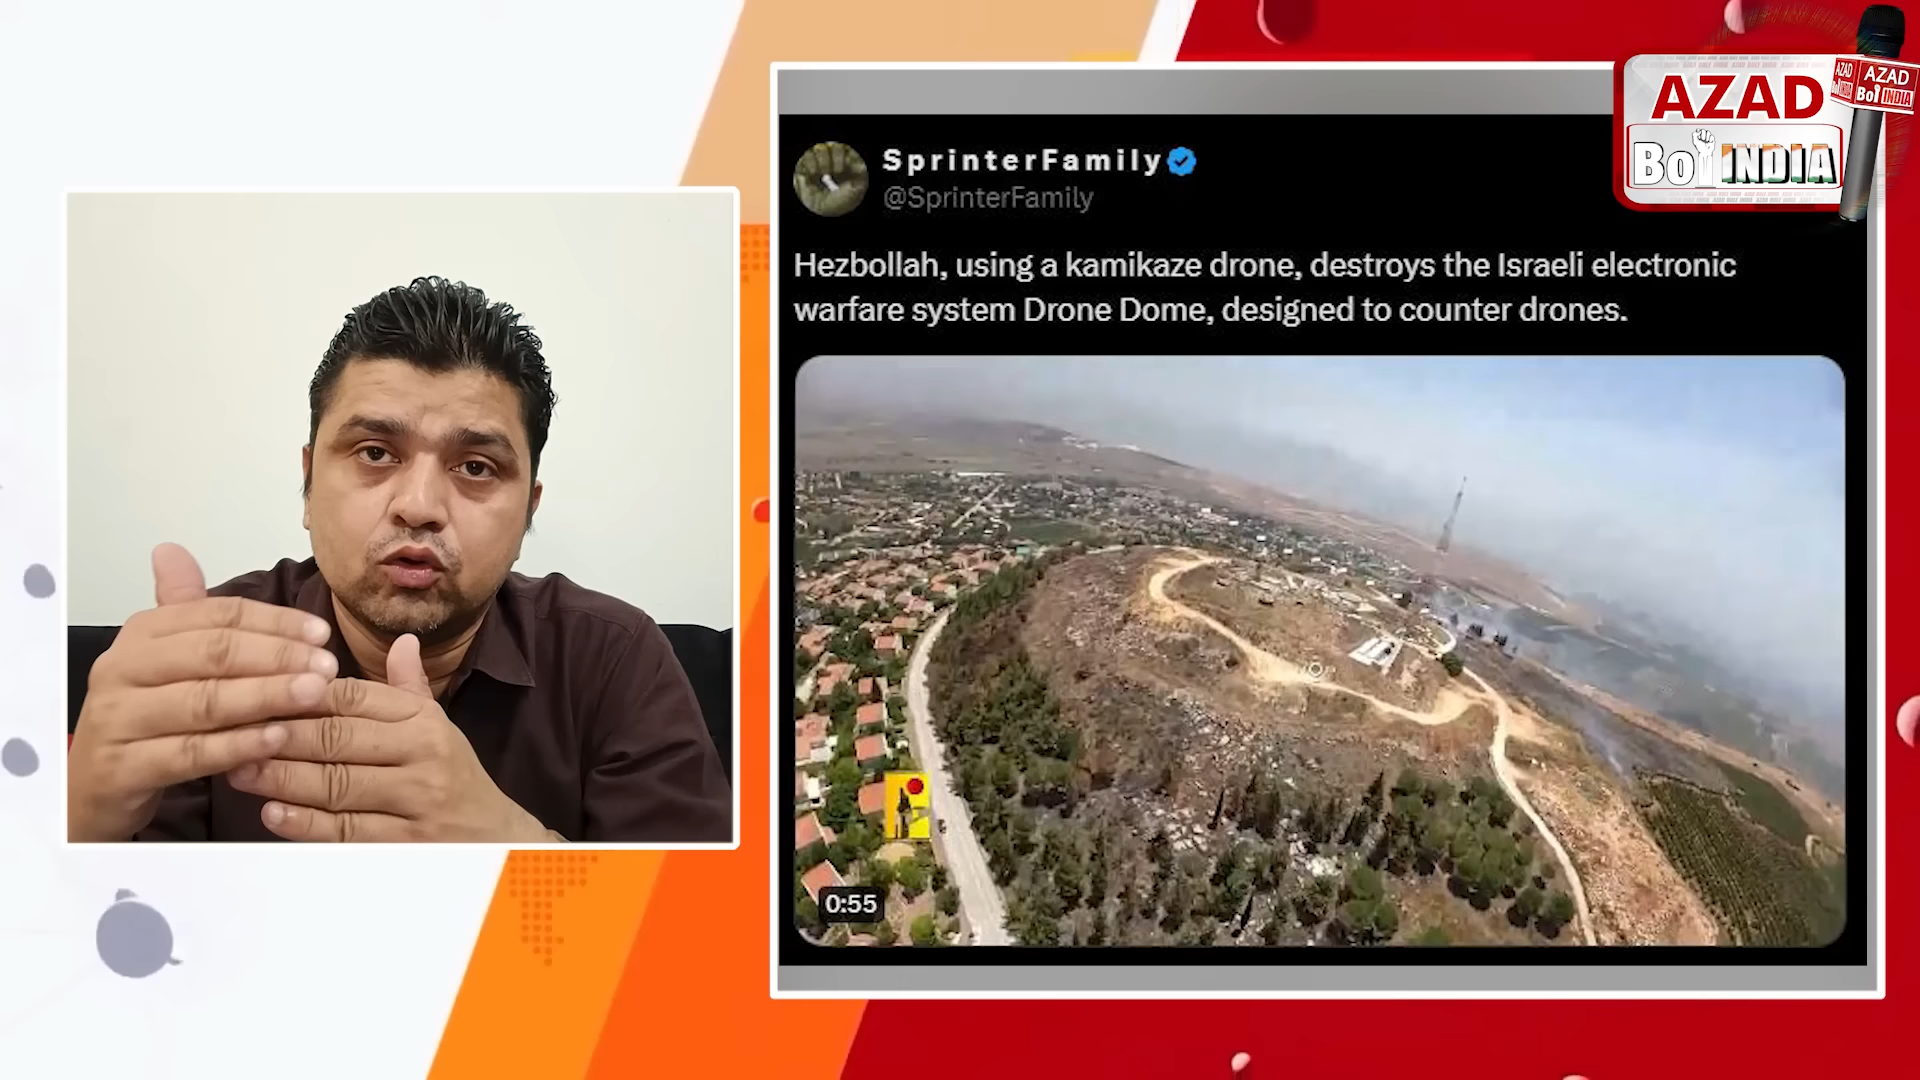 AZAD
Bol INDIA
AZAD
Bol INDIA
SprinterFamily
@SprinterFamily
Hezbollah, using a kamikaze drone, destroys the Israeli electronic
warfare system Drone Dome, designed to counter drones.
0:55